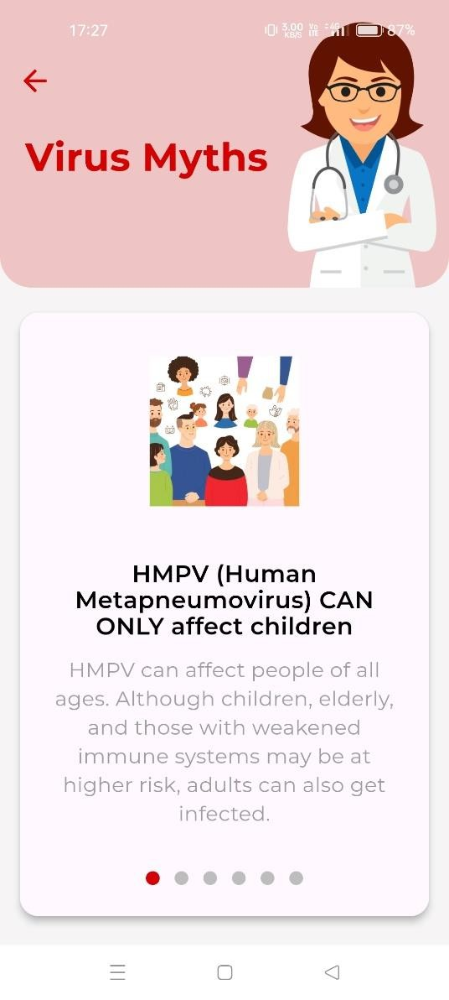 17:27
3.00 KB/S Vo LTE 4G 87%
Virus Myths
HMPV (Human
Metapneumovirus) CAN
ONLY affect children
HMPV can affect people of all
ages. Although children, elderly,
and those with weakened
immune systems may be at
higher risk, adults can also get
infected.